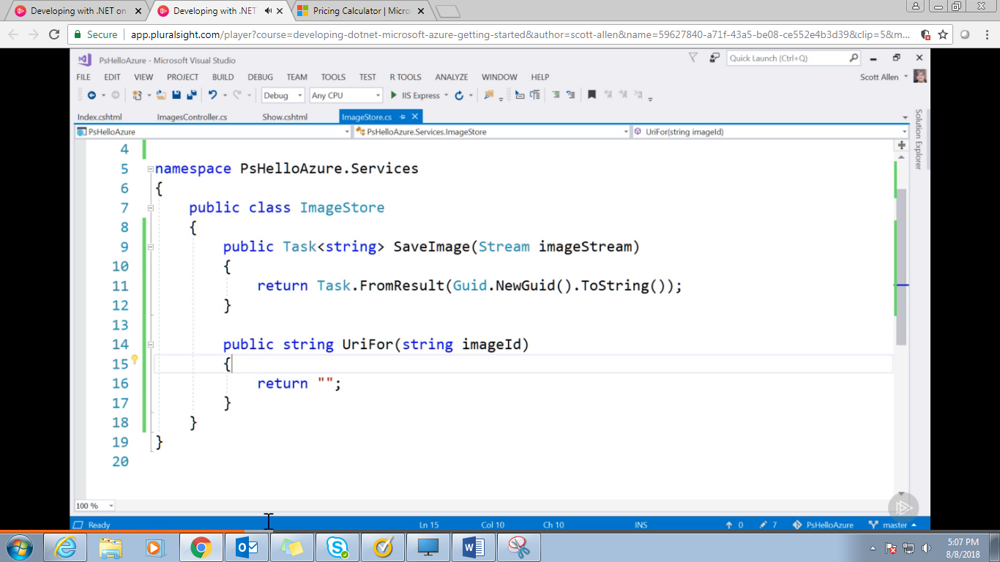 Developing with .NET on
Developing with .NET
Pricing Calculator | Micro
Secure
app.pluralsight.com/player?course=developing-dotnet-microsoft-azure-getting-started&author=scott-allen&name=59627840-a71f-43a5-be08-ce552e4b3d39&clip=5&m...
PsHelloAzure - Microsoft Visual Studio
Quick Launch (Ctrl+Q)
FILE EDIT VIEW PROJECT BUILD DEBUG TEAM TOOLS TEST R TOOLS ANALYZE WINDOW HELP
Scott Allen
Debug Any CPU IIS Express
Index.cshtml ImagesController.cs Show.cshtml ImageStore.cs
PsHelloAzure PsHelloAzure.Services.ImageStore UriFor(string imageId)
Solution Explorer
4
5 namespace PsHelloAzure.Services
6 {
7 public class ImageStore
8 {
9 public Task<string> SaveImage(Stream imageStream)
10 {
11 return Task.FromResult(Guid.NewGuid().ToString());
12 }
13
14 public string UriFor(string imageId)
15 {
16 return "";
17 }
18 }
19 }
20
100 %
Ready Ln 15 Col 10 Ch 10 INS 0 7 PsHelloAzure master
5:07 PM
8/8/2018